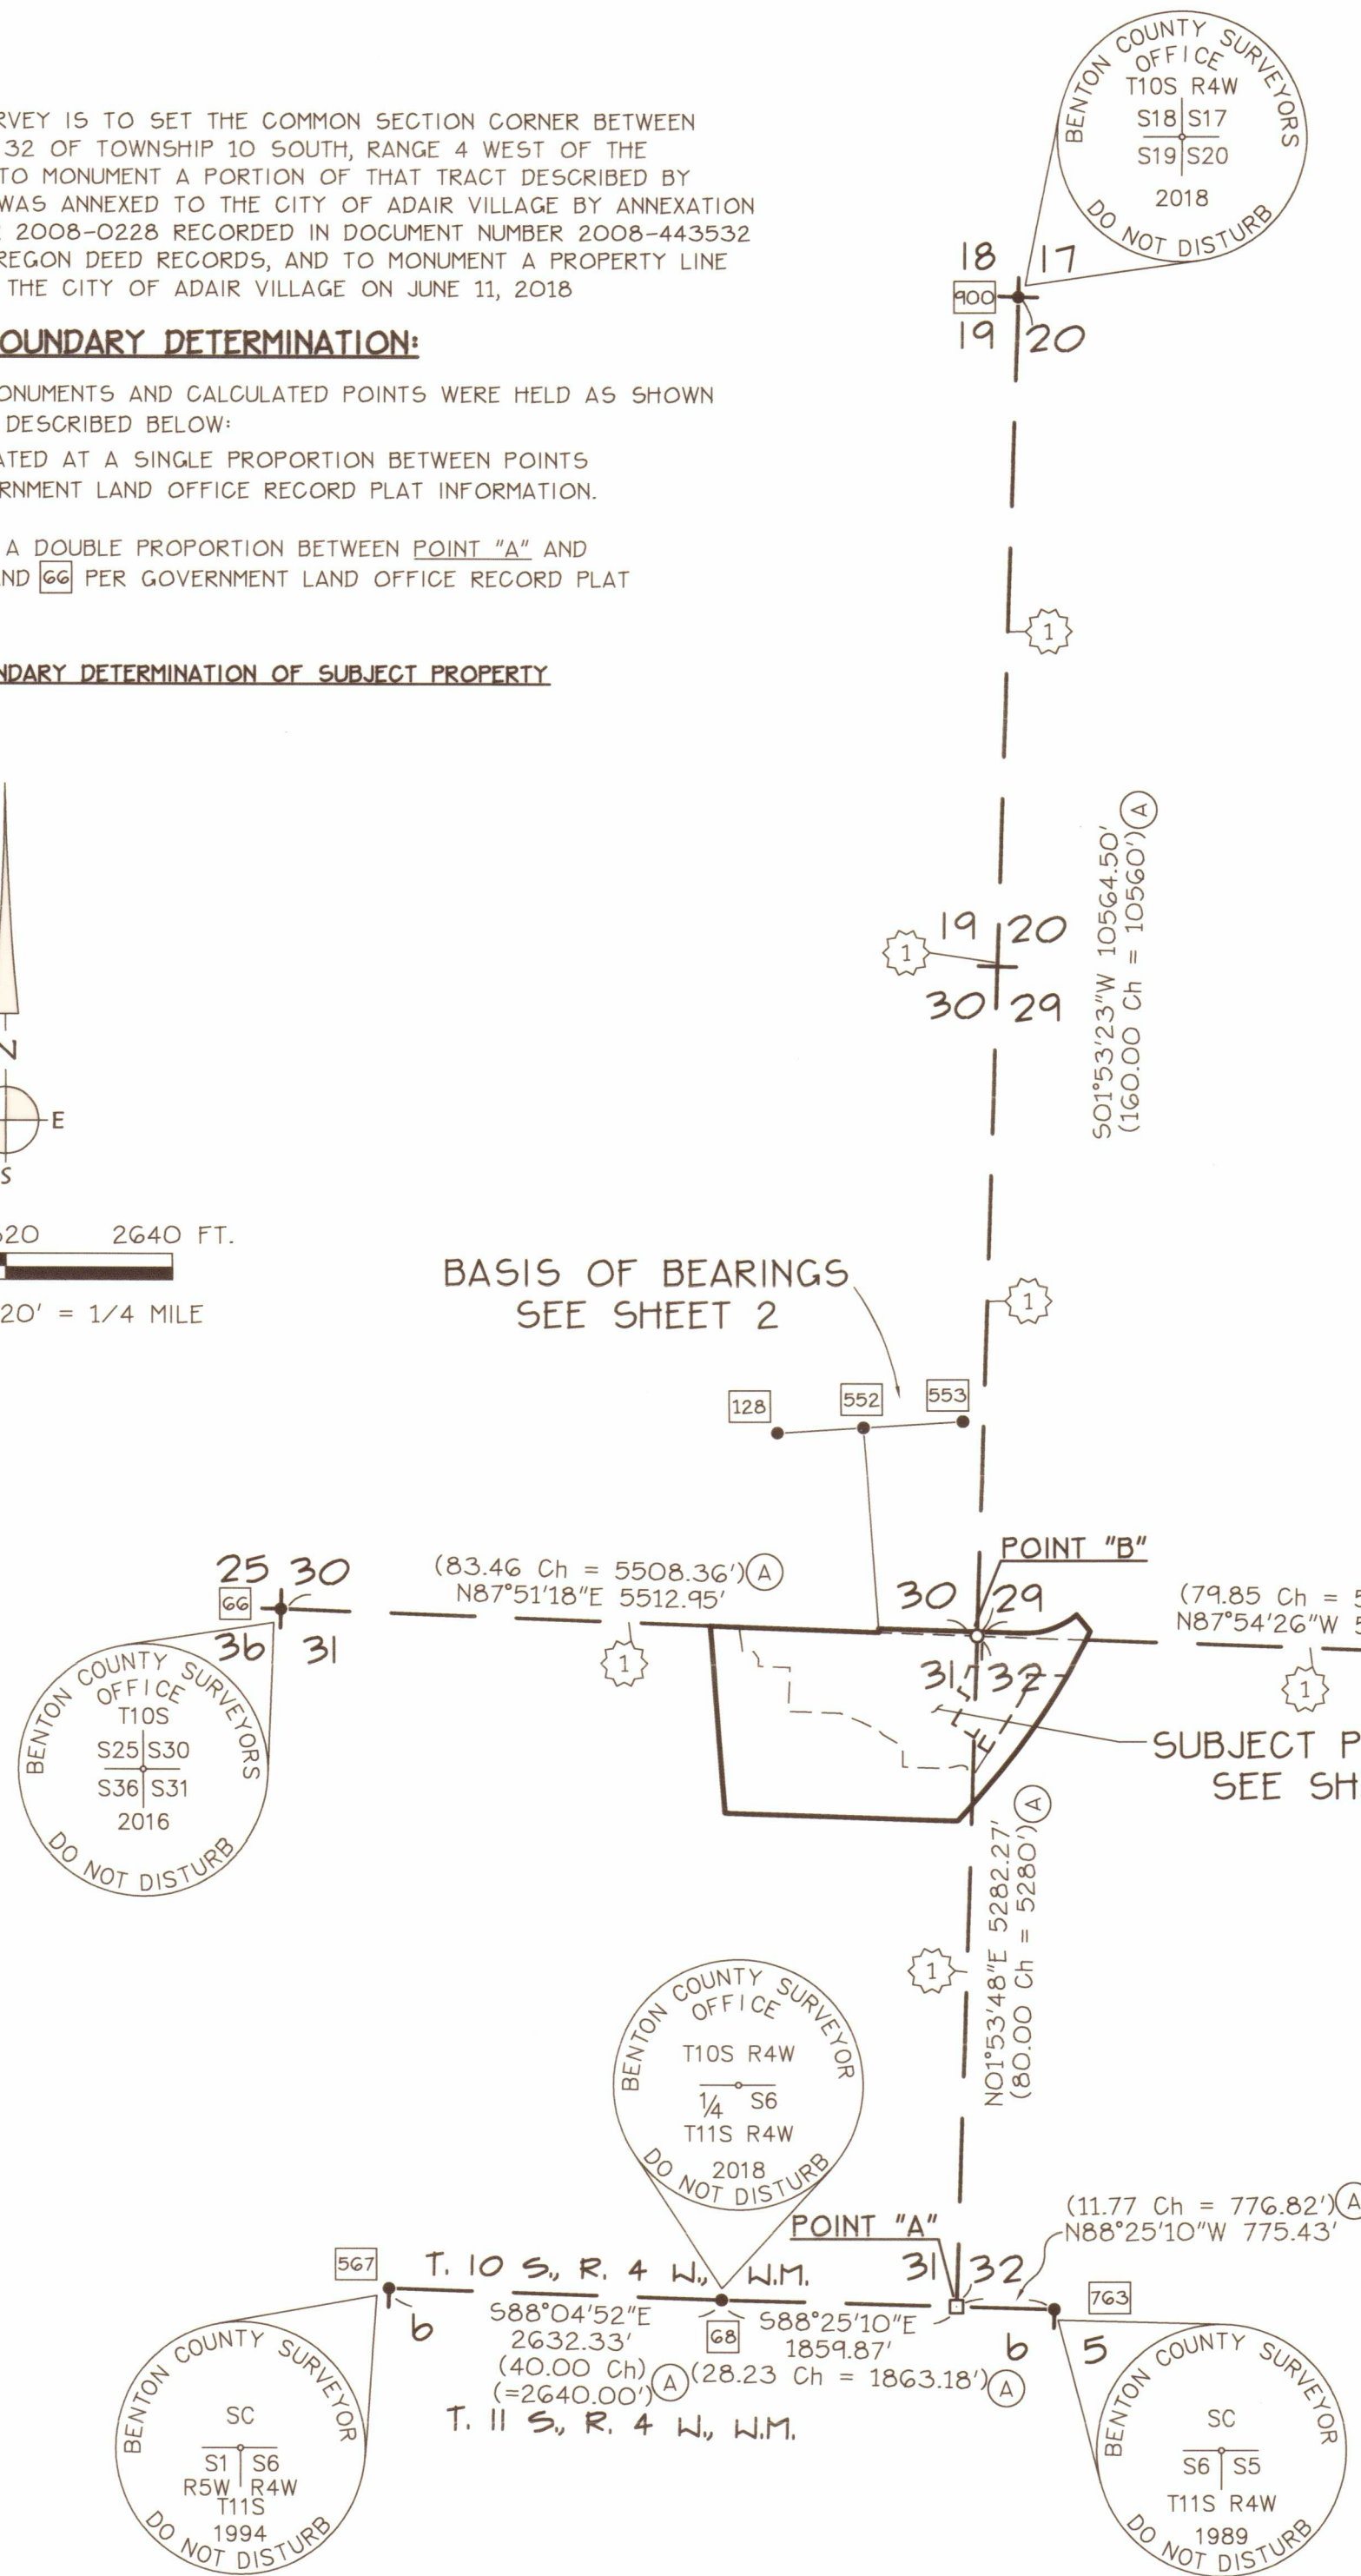 RVEY IS TO SET THE COMMON SECTION CORNER BETWEEN
32 OF TOWNSHIP 10 SOUTH, RANGE 4 WEST OF THE
TO MONUMENT A PORTION OF THAT TRACT DESCRIBED BY
WAS ANNEXED TO THE CITY OF ADAIR VILLAGE BY ANNEXATION
2008-0228 RECORDED IN DOCUMENT NUMBER 2008-443532
REGON DEED RECORDS, AND TO MONUMENT A PROPERTY LINE
THE CITY OF ADAIR VILLAGE ON JUNE 11, 2018
OUNDARY DETERMINATION:
ONUMENTS AND CALCULATED POINTS WERE HELD AS SHOWN
DESCRIBED BELOW:
ATED AT A SINGLE PROPORTION BETWEEN POINTS
RNMENT LAND OFFICE RECORD PLAT INFORMATION.
A DOUBLE PROPORTION BETWEEN POINT "A" AND
ND 66 PER GOVERNMENT LAND OFFICE RECORD PLAT
NDARY DETERMINATION OF SUBJECT PROPERTY
BENTON COUNTY SURVEYORS
OFFICE
T10S R4W
S18 S17
S19 S20
2018
DO NOT DISTURB
18 17
900
19 20
1
S01°53'23"W 10564.50'
(160.00 Ch = 10560') A
19 20
1
30 29
N
E
S
20 2640 FT.
20' = 1/4 MILE
BASIS OF BEARINGS
SEE SHEET 2
1
128 552 553
POINT "B"
25 30
66
36 31
(83.46 Ch = 5508.36') A
N87°51'18"E 5512.95'
1
30 29
31 32
(79.85 Ch = 5
N87°54'26"W 5
1
SUBJECT P
SEE SH
BENTON COUNTY SURVEYORS
OFFICE
T10S
S25 S30
S36 S31
2016
DO NOT DISTURB
N01°53'48"E 5282.27'
(80.00 Ch = 5280') A
1
BENTON COUNTY SURVEYOR
OFFICE
T10S R4W
1/4 S6
T11S R4W
2018
DO NOT DISTURB
(11.77 Ch = 776.82') A
N88°25'10"W 775.43'
POINT "A"
31 32
567
T. 10 S., R. 4 W., W.M.
763
6
S88°04'52"E
2632.33'
(40.00 Ch)
(=2640.00') A
68
S88°25'10"E
1859.87'
(28.23 Ch = 1863.18') A
6 5
T. 11 S., R. 4 W., W.M.
BENTON COUNTY SURVEYOR
SC
S1 S6
R5W R4W
T11S
1994
DO NOT DISTURB
BENTON COUNTY SURVEYOR
SC
S6 S5
T11S R4W
1989
DO NOT DISTURB